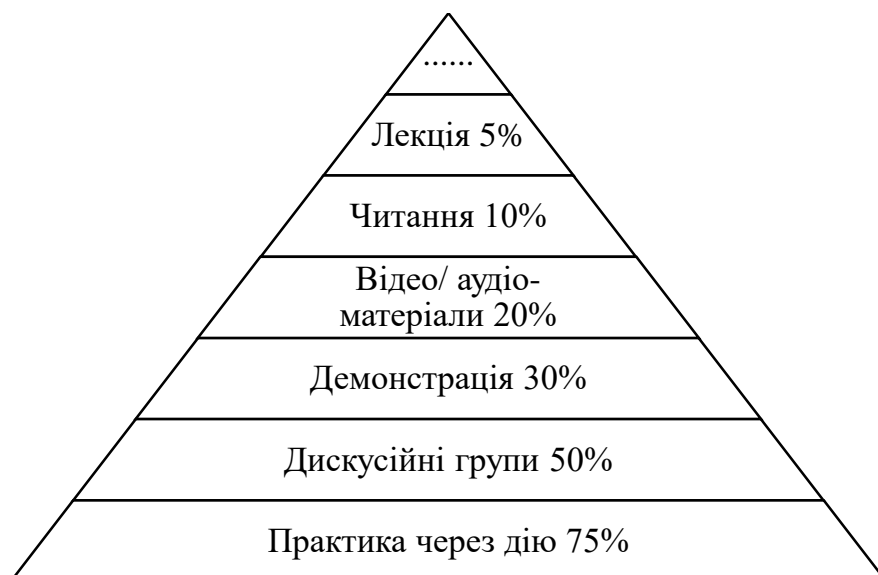 ......
Лекція 5%
Читання 10%
Відео/ аудіо-
матеріали 20%
Демонстрація 30%
Дискусійні групи 50%
Практика через дію 75%